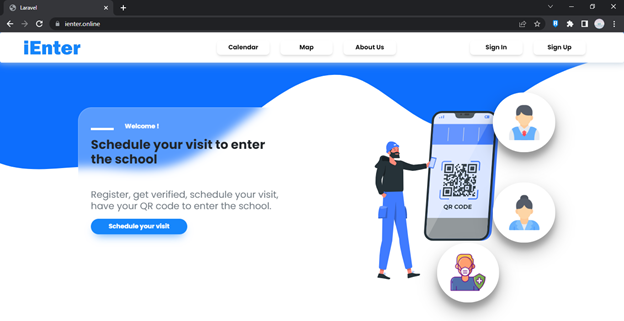 Laravel
ienter.online
iEnter
Calendar
Map
About Us
Sign In
Sign Up
Welcome !
Schedule your visit to enter
the school
Register, get verified, schedule your visit,
have your QR code to enter the school.
Schedule your visit
QR CODE